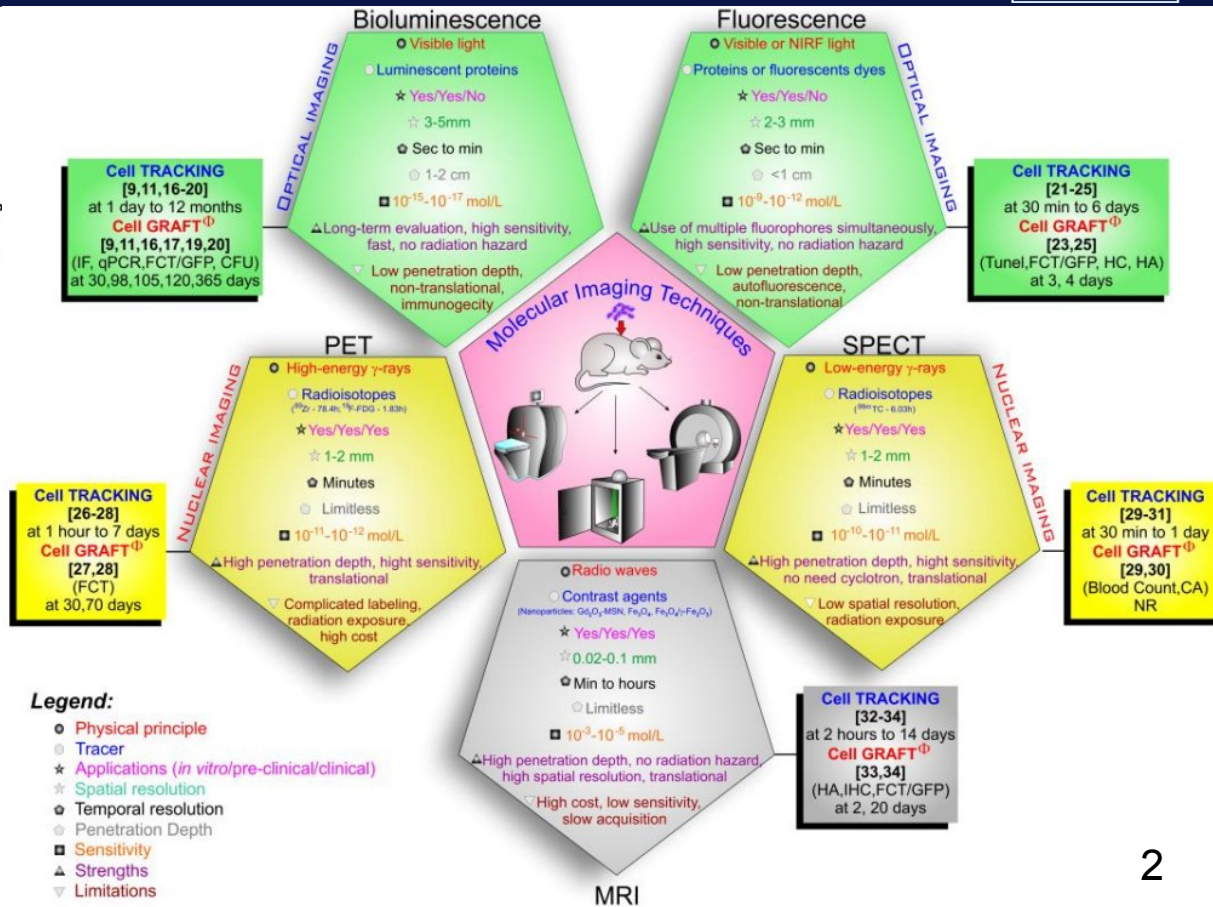 Bioluminescence
Visible light
Luminescent proteins
Yes/Yes/No
3-5mm
Sec to min
1-2 cm
10⁻¹⁵-10⁻¹⁷ mol/L
Long-term evaluation, high sensitivity,
fast, no radiation hazard
Low penetration depth,
non-translational,
immunogecity
OPTICAL IMAGING
Cell TRACKING
[9,11,16-20]
at 1 day to 12 months
Cell GRAFTᶲ
[9,11,16,17,19,20]
(IF, qPCR,FCT/GFP, CFU)
at 30,98,105,120,365 days
Fluorescence
Visible or NIRF light
Proteins or fluorescents dyes
Yes/Yes/No
2-3 mm
Sec to min
<1 cm
10⁻⁹-10⁻¹² mol/L
Use of multiple fluorophores simultaneously,
high sensitivity, no radiation hazard
Low penetration depth,
autofluorescence,
non-translational
OPTICAL IMAGING
Cell TRACKING
[21-25]
at 30 min to 6 days
Cell GRAFTᶲ
[23,25]
(Tunel,FCT/GFP, HC, HA)
at 3, 4 days
Molecular Imaging Techniques
PET
High-energy γ-rays
Radioisotopes
(⁸⁹Zr - 78.4h; ¹⁸F-FDG - 1.83h)
Yes/Yes/Yes
1-2 mm
Minutes
Limitless
10⁻¹¹-10⁻¹² mol/L
High penetration depth, hight sensitivity,
translational
Complicated labeling,
radiation exposure,
high cost
NUCLEAR IMAGING
Cell TRACKING
[26-28]
at 1 hour to 7 days
Cell GRAFTᶲ
[27,28]
(FCT)
at 30,70 days
SPECT
Low-energy γ-rays
Radioisotopes
(⁹⁹ᵐTC - 6.03h)
Yes/Yes/Yes
1-2 mm
Minutes
Limitless
10⁻¹⁰-10⁻¹¹ mol/L
High penetration depth, hight sensitivity,
no need cyclotron, translational
Low spatial resolution,
radiation exposure
NUCLEAR IMAGING
Cell TRACKING
[29-31]
at 30 min to 1 day
Cell GRAFTᶲ
[29,30]
(Blood Count,CA)
NR
Radio waves
Contrast agents
(Nanoparticles: Gd₂O₃-MSN, Fe₃O₄, Fe₃O₄/γ-Fe₂O₃)
Yes/Yes/Yes
0.02-0.1 mm
Min to hours
Limitless
10⁻³-10⁻⁵ mol/L
High penetration depth, no radiation hazard,
high spatial resolution, translational
High cost, low sensitivity,
slow acquisition
MRI
Cell TRACKING
[32-34]
at 2 hours to 14 days
Cell GRAFTᶲ
[33,34]
(HA,IHC,FCT/GFP)
at 2, 20 days
Legend:
Physical principle
Tracer
Applications (in vitro/pre-clinical/clinical)
Spatial resolution
Temporal resolution
Penetration Depth
Sensitivity
Strengths
Limitations
2